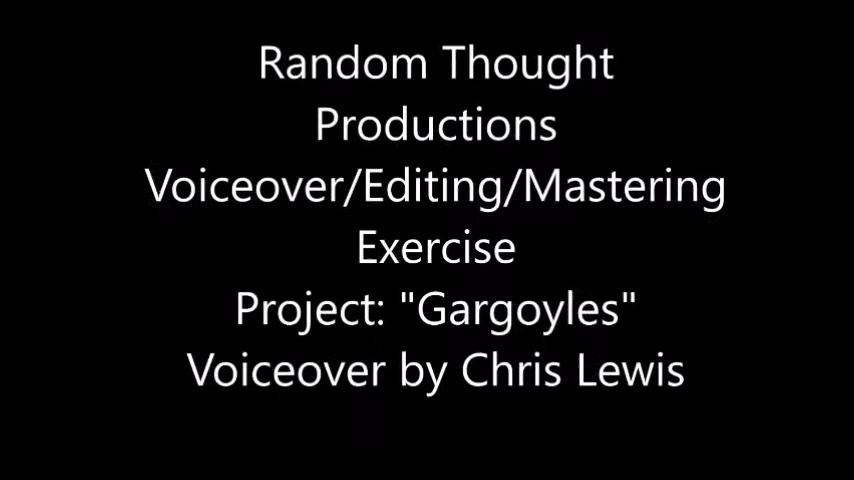 Random Thought
Productions
Voiceover/Editing/Mastering
Exercise
Project: "Gargoyles"
Voiceover by Chris Lewis